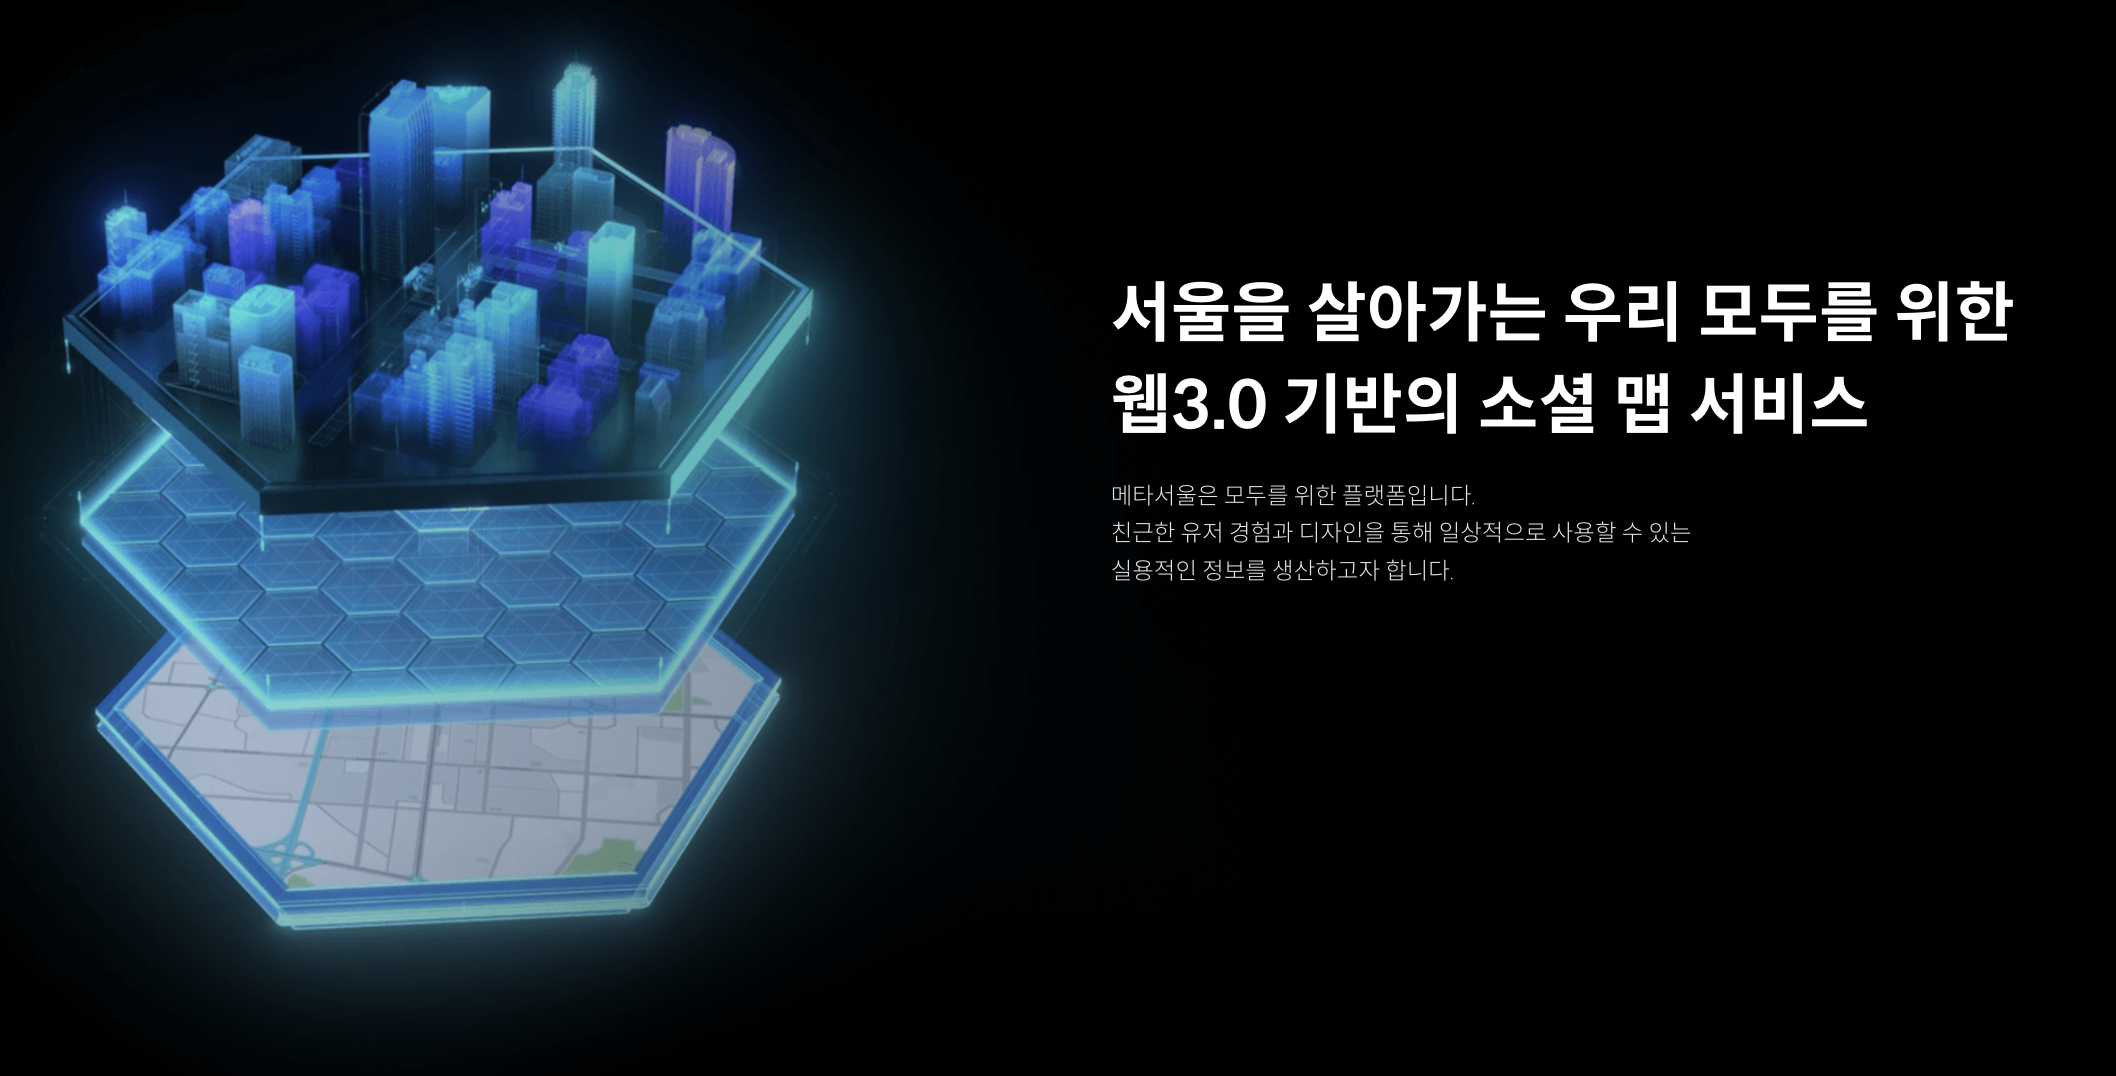 서울을 살아가는 우리 모두를 위한
웹3.0 기반의 소셜 맵 서비스
메타서울은 모두를 위한 플랫폼입니다.
친근한 유저 경험과 디자인을 통해 일상적으로 사용할 수 있는
실용적인 정보를 생산하고자 합니다.